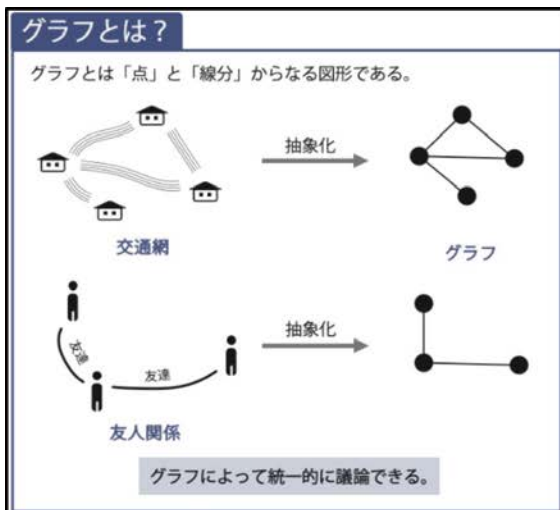 グラフとは？
グラフとは「点」と「線分」からなる図形である。
抽象化
交通網
グラフ
友達
友達
抽象化
友人関係
グラフによって統一的に議論できる。